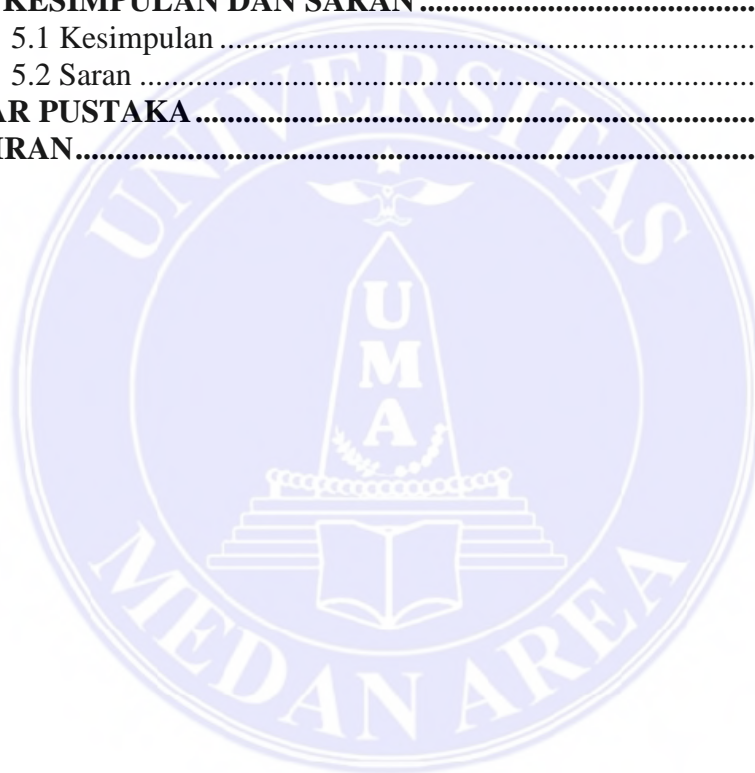 KESIMPULAN DAN SARAN ........................................................
5.1 Kesimpulan ........................................................................
5.2 Saran ..................................................................................
AR PUSTAKA ..............................................................................
IRAN.............................................................................................
UNIVERSITAS
U
M
A
MEDAN AREA